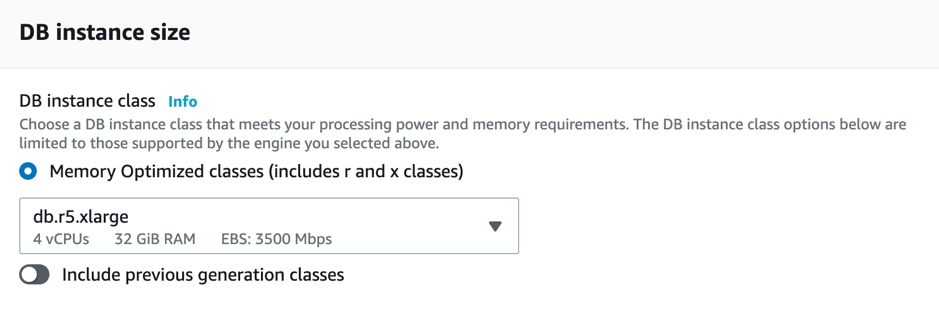 DB instance size
DB instance class Info
Choose a DB instance class that meets your processing power and memory requirements. The DB instance class options below are
limited to those supported by the engine you selected above.
Memory Optimized classes (includes r and x classes)
db.r5.xlarge
4 vCPUs 32 GiB RAM EBS: 3500 Mbps
Include previous generation classes